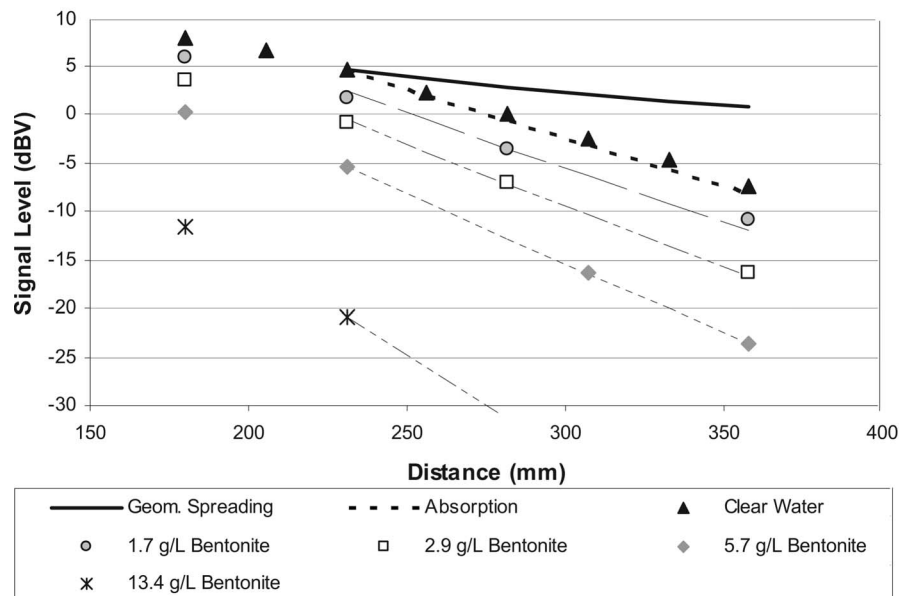 10
5
0
-5
-10
-15
-20
-25
-30
Signal Level (dBV)
150 200 250 300 350 400
Distance (mm)
Geom. Spreading Absorption Clear Water
1.7 g/L Bentonite 2.9 g/L Bentonite 5.7 g/L Bentonite
13.4 g/L Bentonite